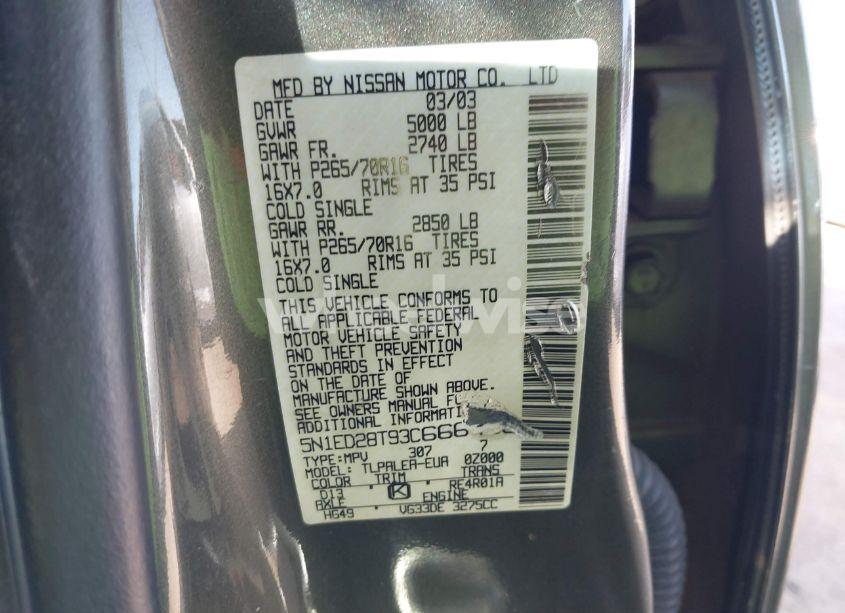 MFD BY NISSAN MOTOR CO. LTD
DATE 03/03
GVWR 5000 LB
GAWR FR. 2740 LB
WITH P265/70R16 TIRES
16X7.0 RIMS AT 35 PSI
COLD SINGLE
GAWR RR. 2850 LB
WITH P265/70R16 TIRES
16X7.0 RIMS AT 35 PSI
COLD SINGLE
THIS VEHICLE CONFORMS TO
ALL APPLICABLE FEDERAL
MOTOR VEHICLE SAFETY
AND THEFT PREVENTION
STANDARDS IN EFFECT
ON THE DATE OF
MANUFACTURE SHOWN ABOVE.
SEE OWNERS MANUAL
ADDITIONAL
5N1ED28T93C666
TYPE:MPV 307 7
MODEL: TLPALEA-EUA 0Z000
COLOR TRIM TRANS
D13 K RE4R01A
AXLE ENGINE
HG49 VG33DE 3275CC